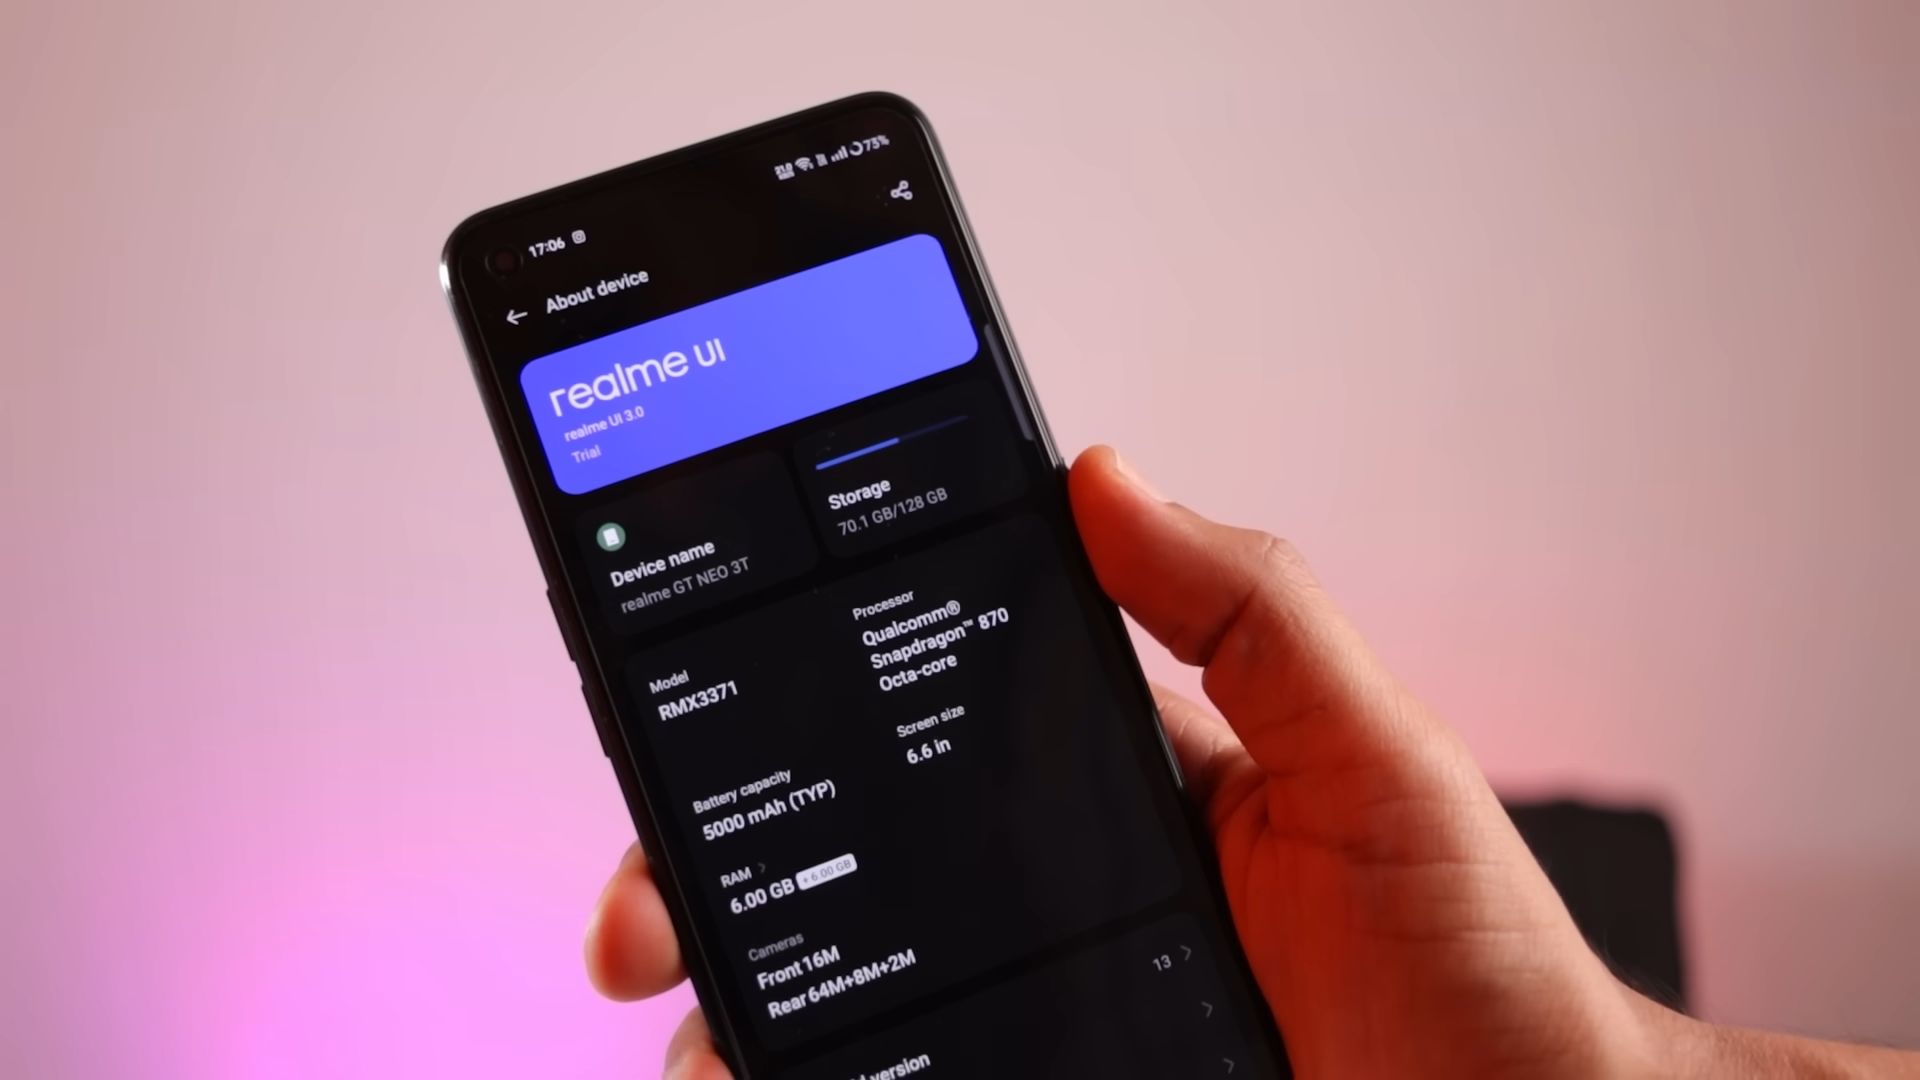 17:06
73%
About device
realme UI
realme UI 3.0
Trial
Device name
realme GT NEO 3T
Storage
70.1 GB/128 GB
Model
RMX3371
Processor
Qualcomm®
Snapdragon™ 870
Octa-core
Battery capacity
5000 mAh (TYP)
Screen size
6.6 in
RAM
6.00 GB + 6.00 GB
Cameras
Front 16M
Rear 64M+8M+2M
13
version